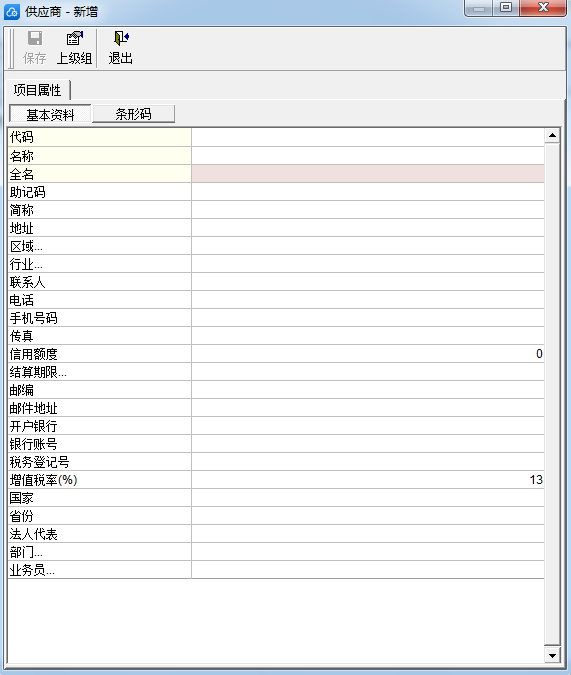 供应商 - 新增
保存 上级组 退出
项目属性
基本资料 条形码
代码
名称
全名
助记码
简称
地址
区域...
行业...
联系人
电话
手机号码
传真
信用额度 0
结算期限...
邮编
邮件地址
开户银行
银行账号
税务登记号
增值税率(%) 13
国家
省份
法人代表
部门...
业务员...